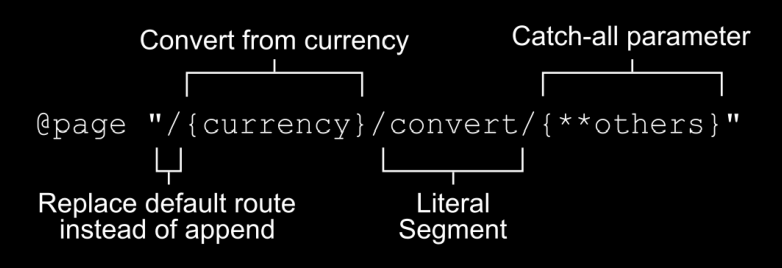 Convert from currency
Catch-all parameter
@page "/{currency}/convert/{**others}"
Replace default route
instead of append
Literal
Segment